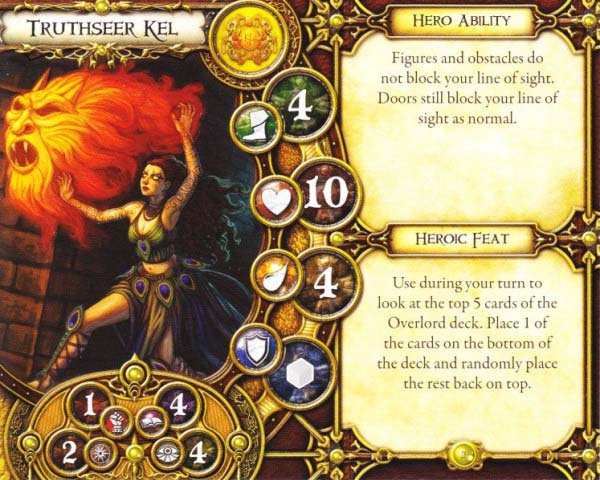 Truthseer Kel
4
10
4
1
4
2
4
Hero Ability
Figures and obstacles do
not block your line of sight.
Doors still block your line of
sight as normal.
Heroic Feat
Use during your turn to
look at the top 5 cards of the
Overlord deck. Place 1 of
the cards on the bottom of
the deck and randomly place
the rest back on top.